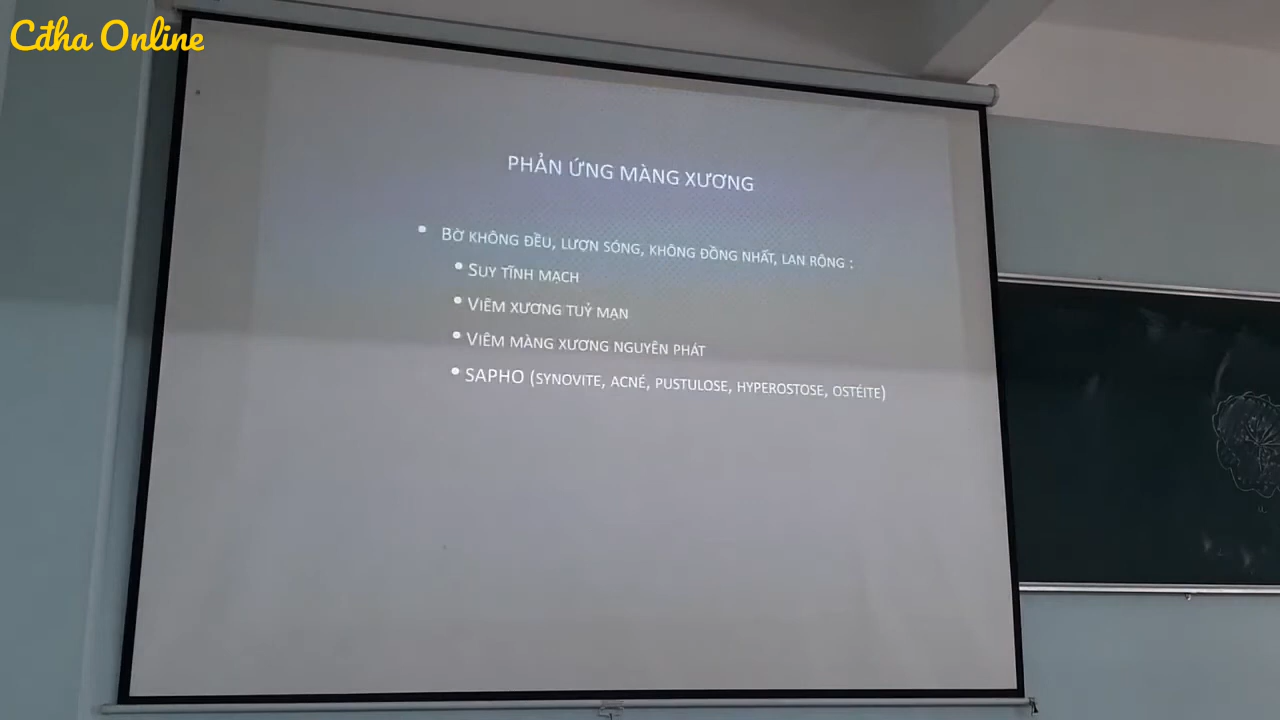 Cđha Online
PHẢN ỨNG MÀNG XƯƠNG
• BỜ KHÔNG ĐỀU, LƯỢN SÓNG, KHÔNG ĐỒNG NHẤT, LAN RỘNG :
• SUY TĨNH MẠCH
• VIÊM XƯƠNG TUỶ MẠN
• VIÊM MÀNG XƯƠNG NGUYÊN PHÁT
• SAPHO (SYNOVITE, ACNÉ, PUSTULOSE, HYPEROSTOSE, OSTÉITE)